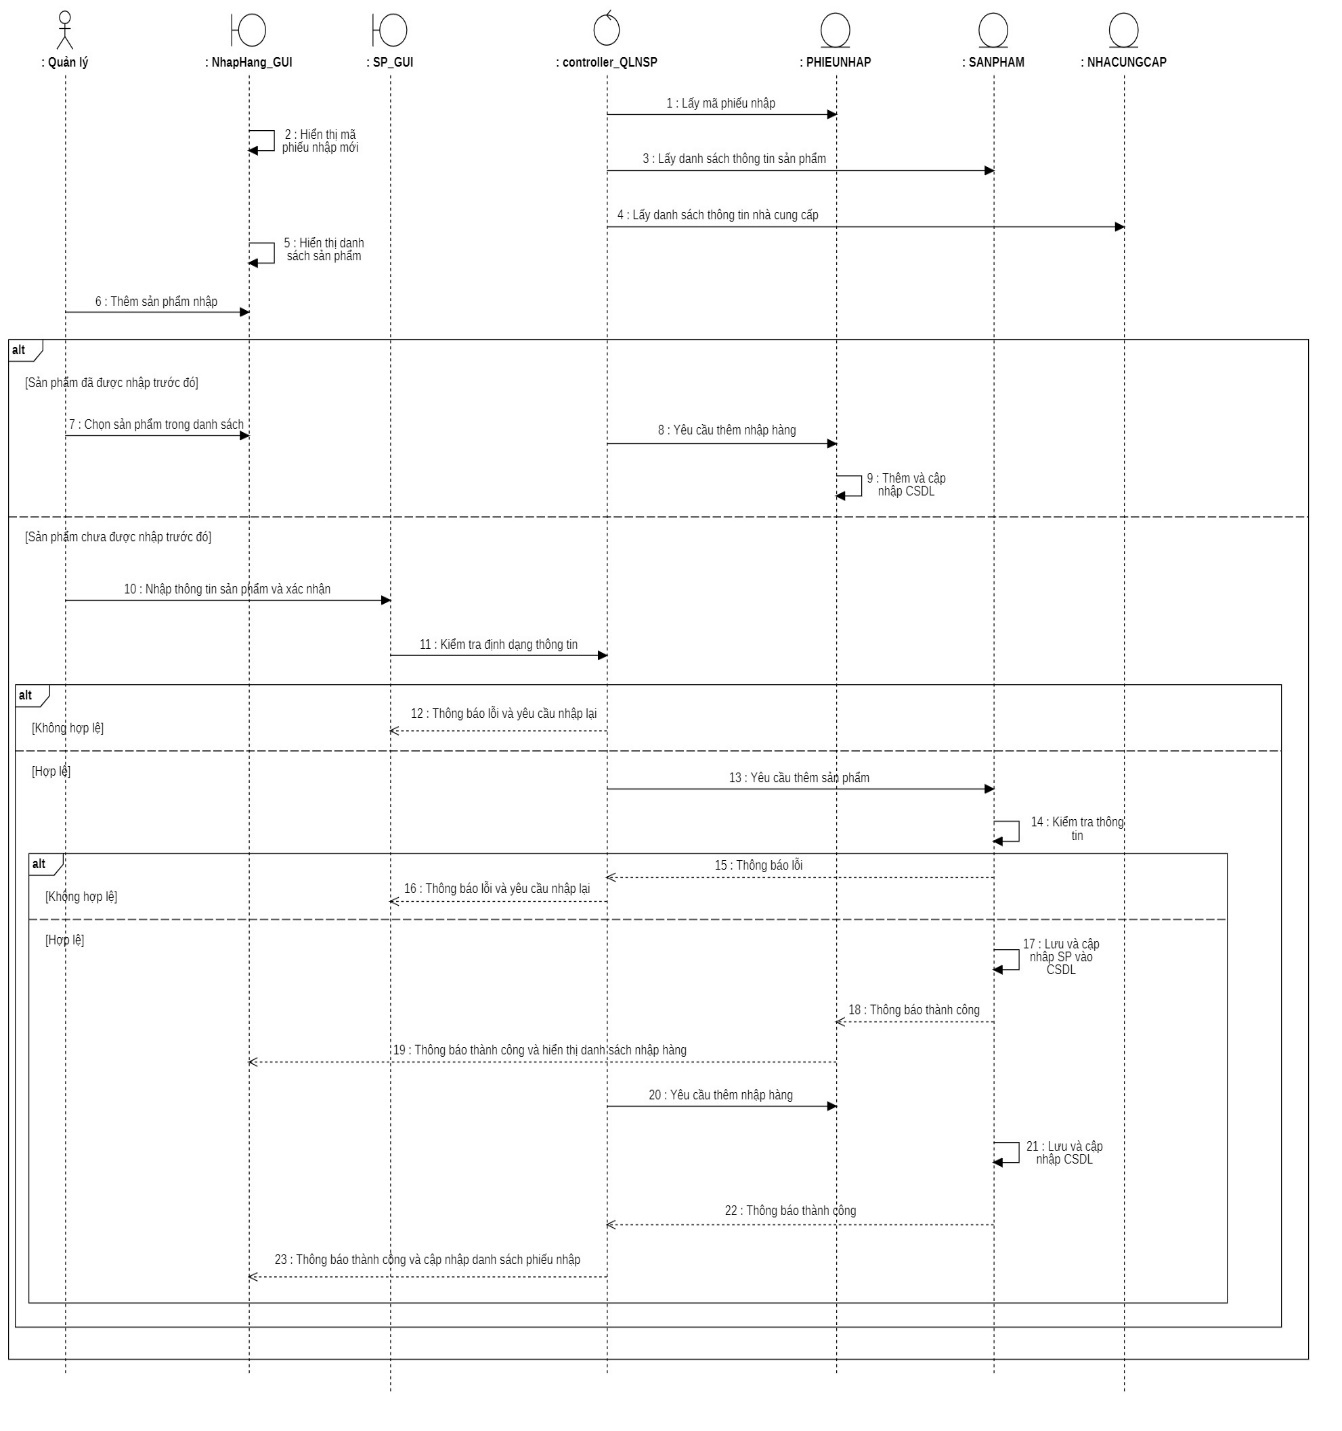 : Quản lý
: NhapHang_GUI
: SP_GUI
: controller_QLNSP
: PHIEUNHAP
: SANPHAM
: NHACUNGCAP
1 : Lấy mã phiếu nhập
2 : Hiển thị mã
phiếu nhập mới
3 : Lấy danh sách thông tin sản phẩm
4 : Lấy danh sách thông tin nhà cung cấp
5 : Hiển thị danh
sách sản phẩm
6 : Thêm sản phẩm nhập
alt
[Sản phẩm đã được nhập trước đó]
7 : Chọn sản phẩm trong danh sách
8 : Yêu cầu thêm nhập hàng
9 : Thêm và cập
nhập CSDL
[Sản phẩm chưa được nhập trước đó]
10 : Nhập thông tin sản phẩm và xác nhận
11 : Kiểm tra định dạng thông tin
alt
12 : Thông báo lỗi và yêu cầu nhập lại
[Không hợp lệ]
[Hợp lệ]
13 : Yêu cầu thêm sản phẩm
14 : Kiểm tra thông
tin
alt
15 : Thông báo lỗi
16 : Thông báo lỗi và yêu cầu nhập lại
[Không hợp lệ]
[Hợp lệ]
17 : Lưu và cập
nhập SP vào
CSDL
18 : Thông báo thành công
19 : Thông báo thành công và hiển thị danh sách nhập hàng
20 : Yêu cầu thêm nhập hàng
21 : Lưu và cập
nhập CSDL
22 : Thông báo thành công
23 : Thông báo thành công và cập nhập danh sách phiếu nhập